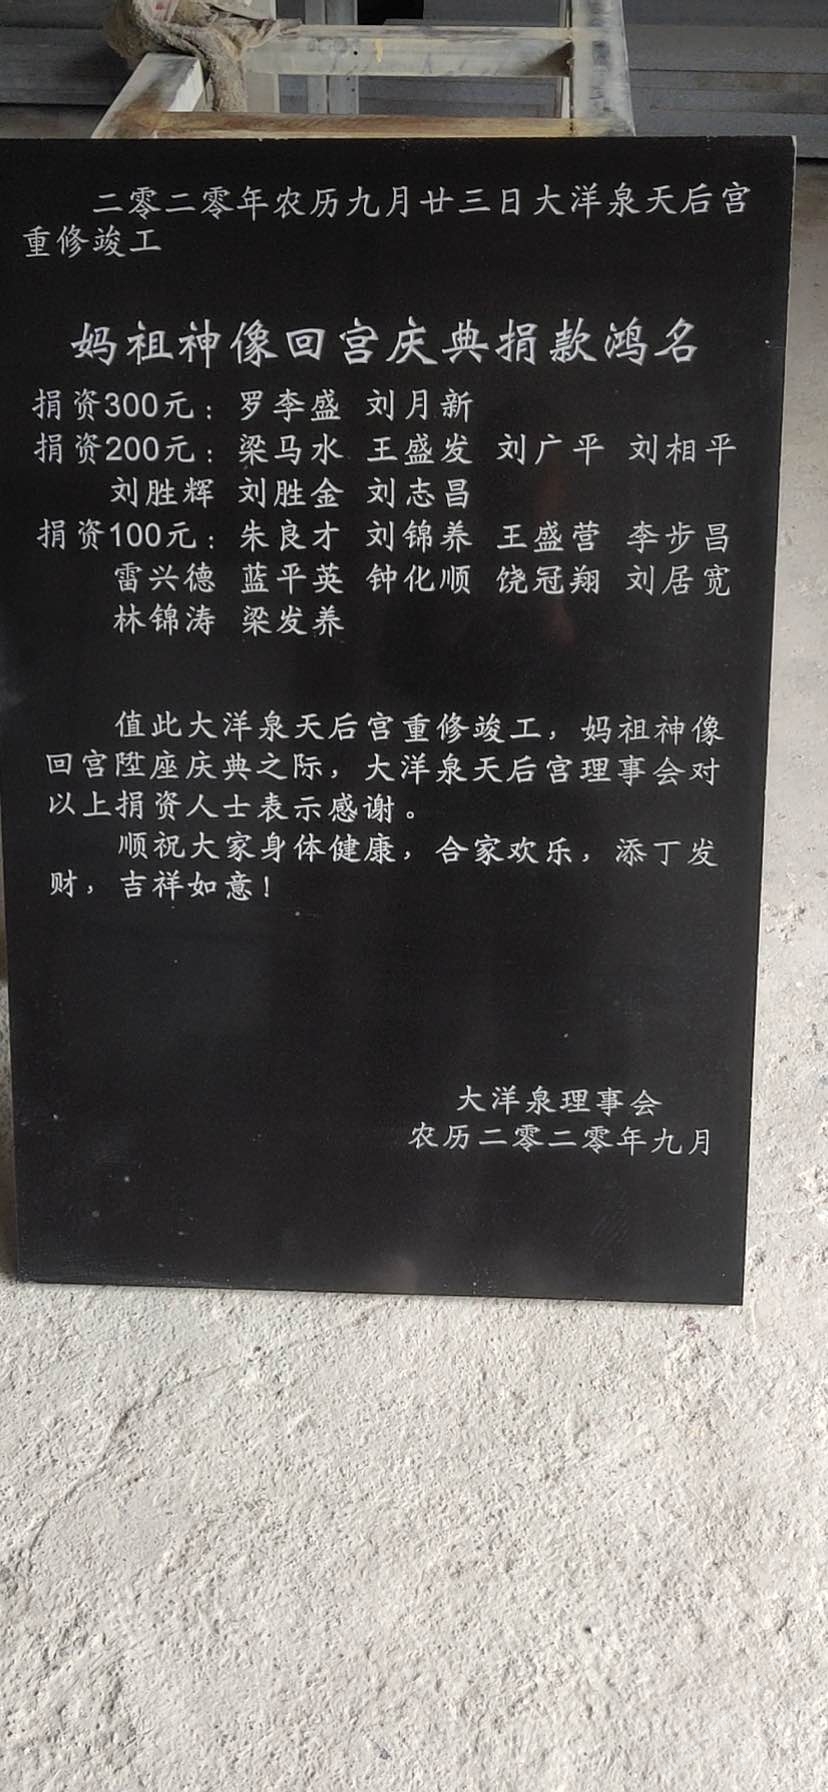 二零二零年农历九月廿三日大洋泉天后宫
重修竣工
妈祖神像回宫庆典捐款鸿名
捐资300元：罗李盛 刘月新
捐资200元：梁马水 王盛发 刘广平 刘相平
刘胜辉 刘胜金 刘志昌
捐资100元：朱良才 刘锦养 王盛营 李步昌
雷兴德 蓝平英 钟化顺 饶冠翔 刘居宽
林锦涛 梁发养
值此大洋泉天后宫重修竣工，妈祖神像
回宫陞座庆典之际，大洋泉天后宫理事会对
以上捐资人士表示感谢。
顺祝大家身体健康，合家欢乐，添丁发
财，吉祥如意！
大洋泉理事会
农历二零二零年九月